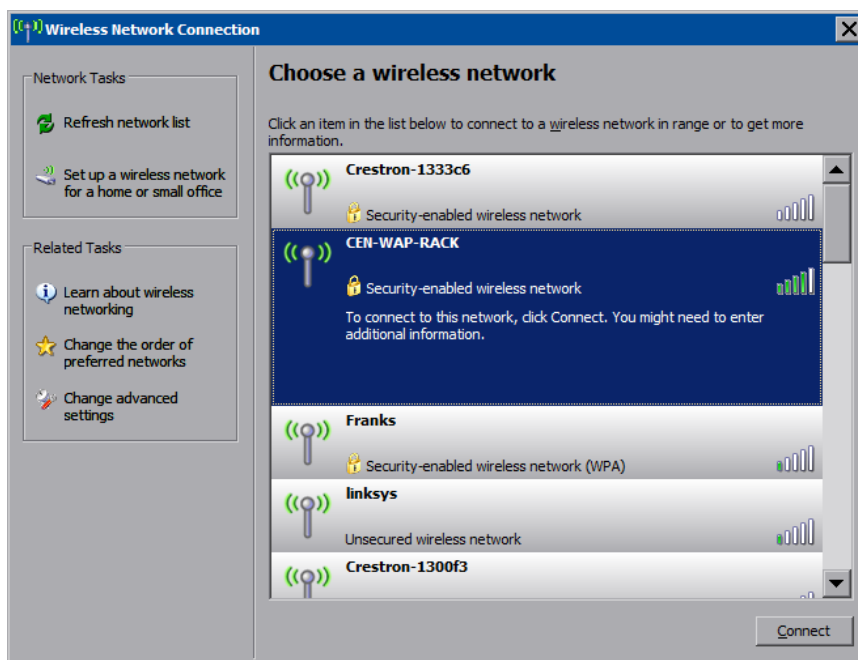 Wireless Network Connection
Network Tasks
Refresh network list
Set up a wireless network
for a home or small office
Related Tasks
Learn about wireless
networking
Change the order of
preferred networks
Change advanced
settings
Choose a wireless network
Click an item in the list below to connect to a wireless network in range or to get more
information.
Crestron-1333c6
Security-enabled wireless network
CEN-WAP-RACK
Security-enabled wireless network
To connect to this network, click Connect. You might need to enter
additional information.
Franks
Security-enabled wireless network (WPA)
linksys
Unsecured wireless network
Crestron-1300f3
Connect